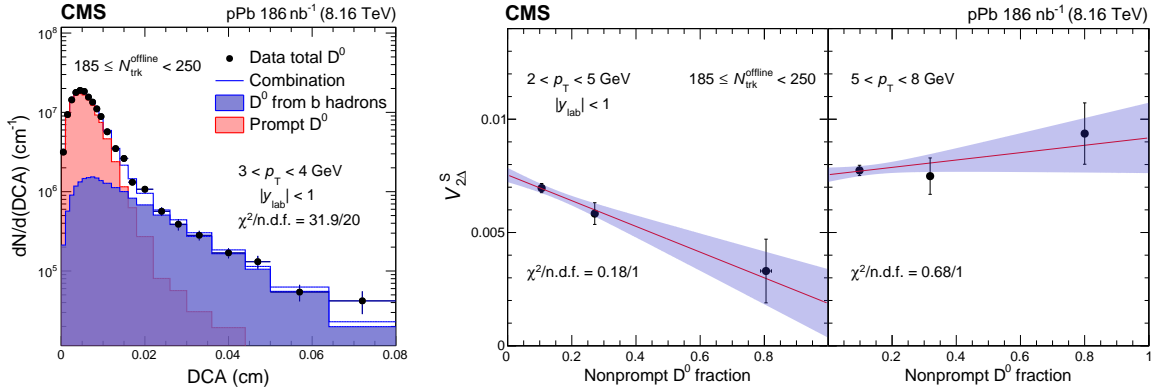 CMS
pPb 186 nb⁻¹ (8.16 TeV)
10⁸
10⁷
10⁶
10⁵
dN/d(DCA) (cm⁻¹)
185 ≤ N_trk^offline < 250
Data total D⁰
Combination
D⁰ from b hadrons
Prompt D⁰
3 < p_T < 4 GeV
|y_lab| < 1
χ²/n.d.f. = 31.9/20
0 0.02 0.04 0.06 0.08
DCA (cm)
CMS
pPb 186 nb⁻¹ (8.16 TeV)
2 < p_T < 5 GeV
185 ≤ N_trk^offline < 250
|y_lab| < 1
5 < p_T < 8 GeV
0.01
0.005
V_2Δ^S
χ²/n.d.f. = 0.18/1
χ²/n.d.f. = 0.68/1
0 0.2 0.4 0.6 0.8
0.2 0.4 0.6 0.8 1
Nonprompt D⁰ fraction
Nonprompt D⁰ fraction